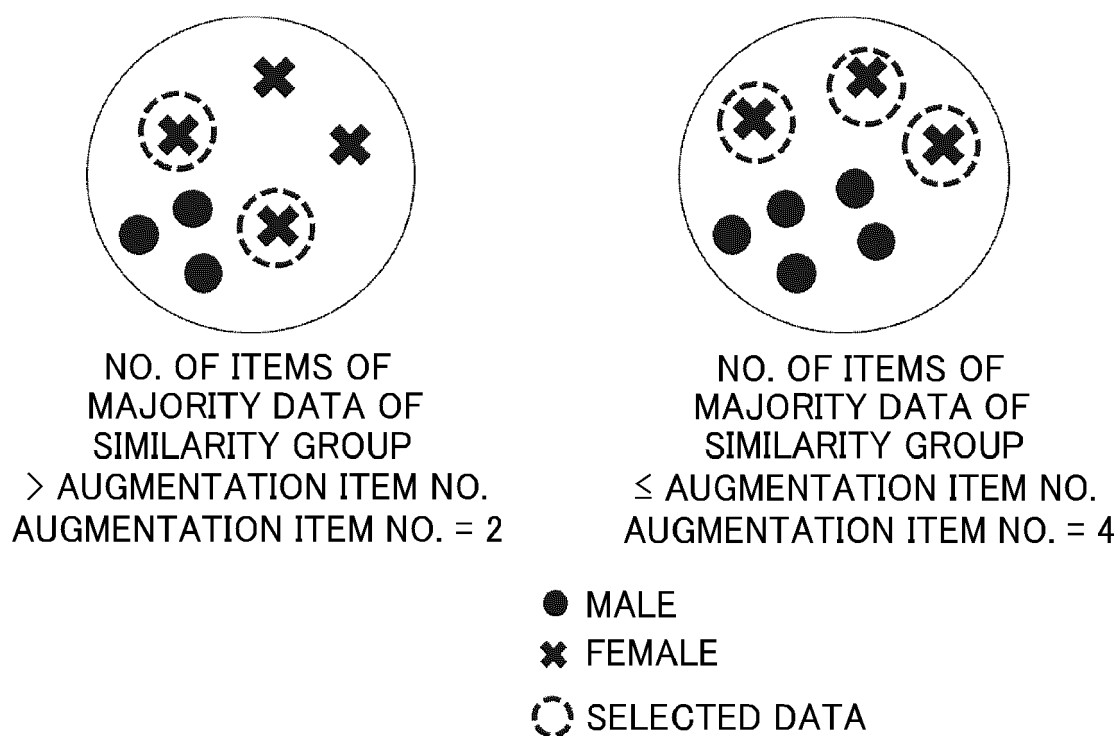 NO. OF ITEMS OF
MAJORITY DATA OF
SIMILARITY GROUP
> AUGMENTATION ITEM NO.
AUGMENTATION ITEM NO. = 2
NO. OF ITEMS OF
MAJORITY DATA OF
SIMILARITY GROUP
≤ AUGMENTATION ITEM NO.
AUGMENTATION ITEM NO. = 4
MALE
FEMALE
SELECTED DATA